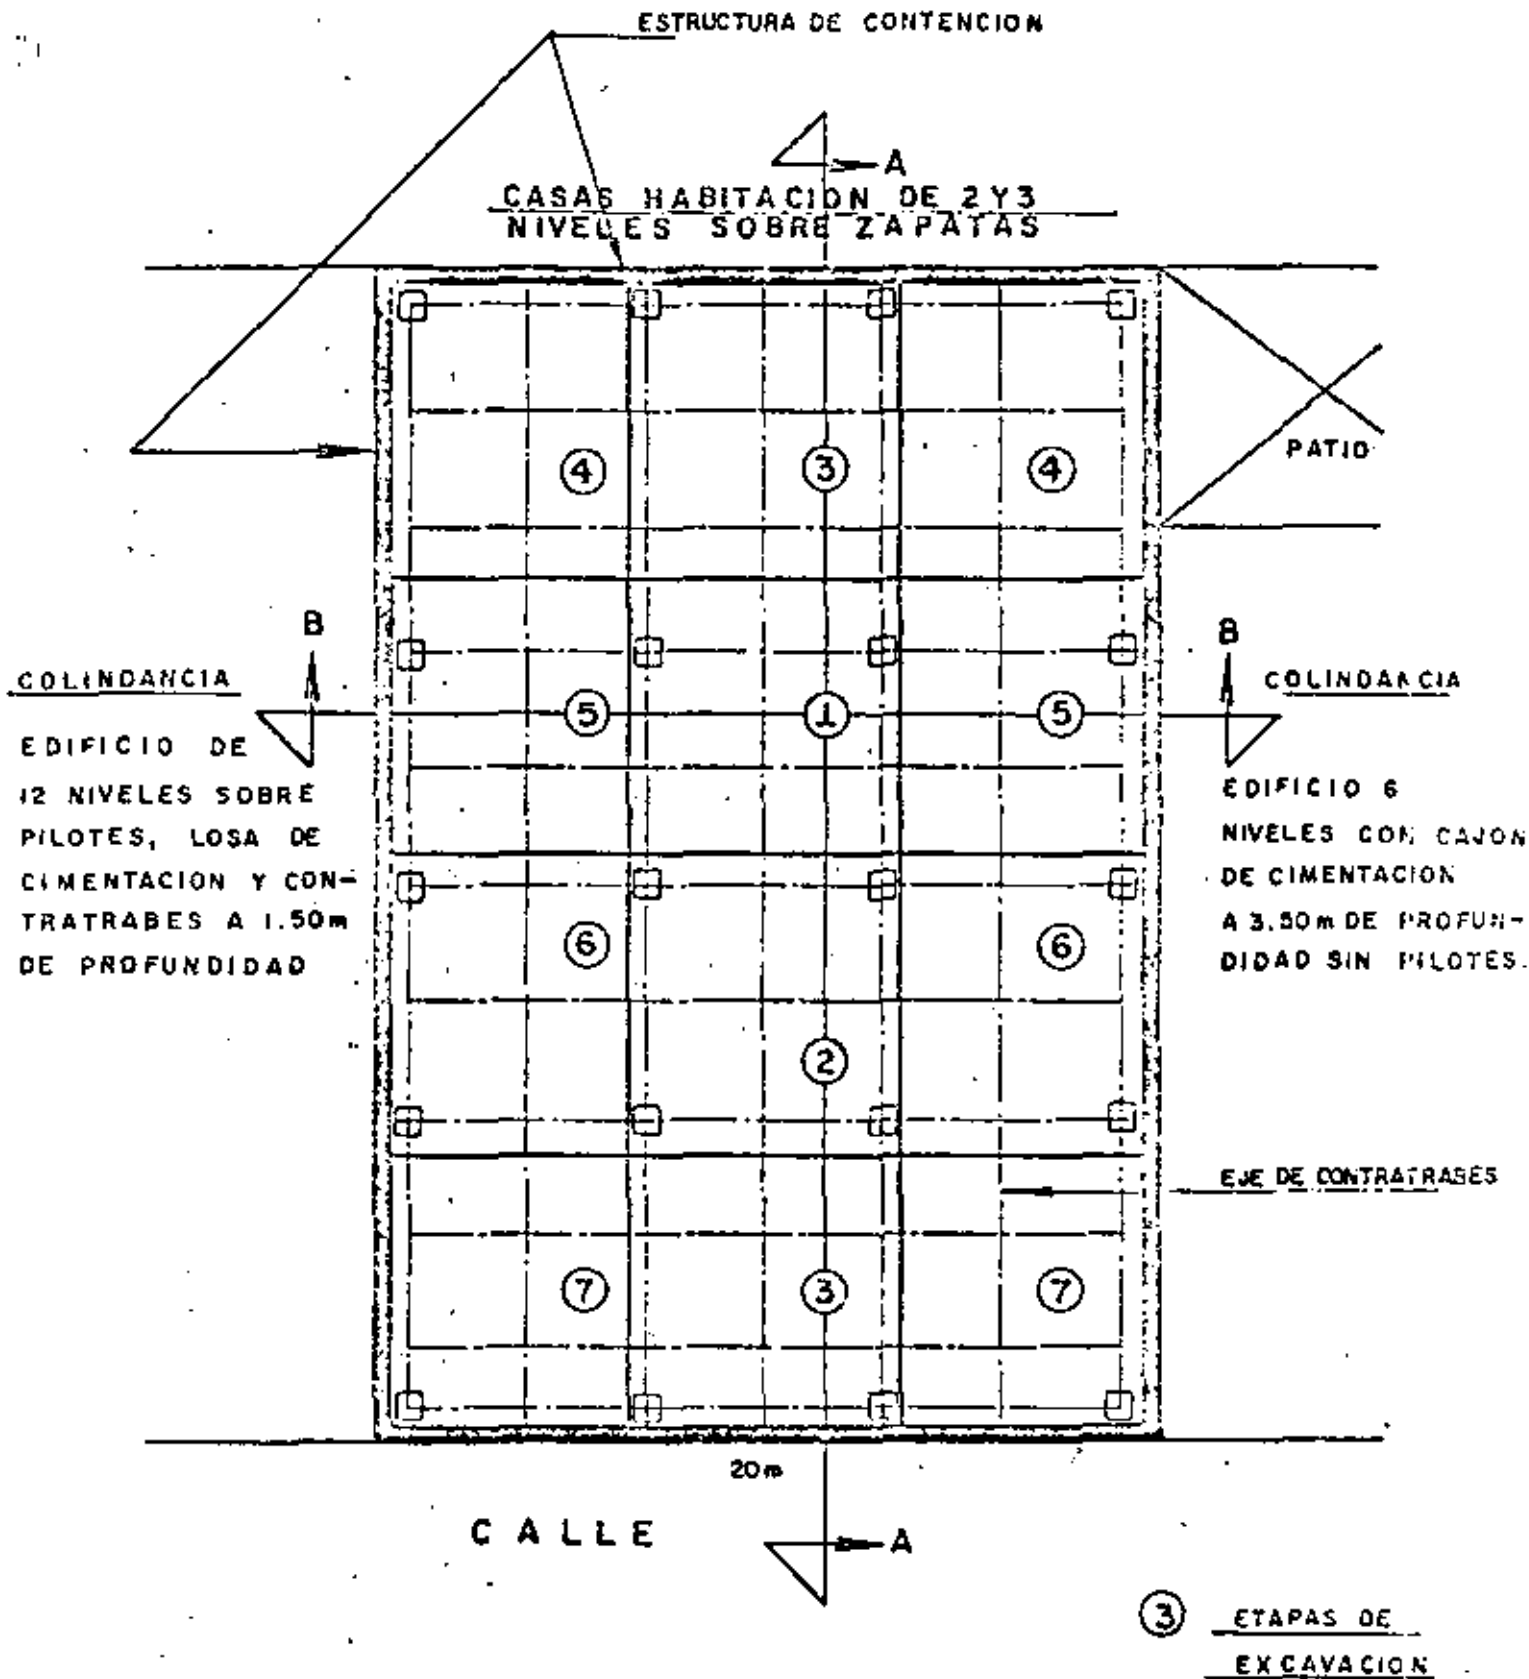 ESTRUCTURA DE CONTENCION
A
CASAS HABITACION DE 2 Y 3
NIVELES SOBRE ZAPATAS
PATIO
4
3
4
B
B
COLINDANCIA
COLINDANCIA
5
1
5
EDIFICIO DE
12 NIVELES SOBRE
PILOTES, LOSA DE
CIMENTACION Y CON-
TRATRABES A 1.50m
DE PROFUNDIDAD
EDIFICIO 6
NIVELES CON CAJON
DE CIMENTACION
A 3.50m DE PROFUN-
DIDAD SIN PILOTES.
6
6
2
EJE DE CONTRATRABES
7
3
7
20m
CALLE
A
3 ETAPAS DE
EXCAVACION